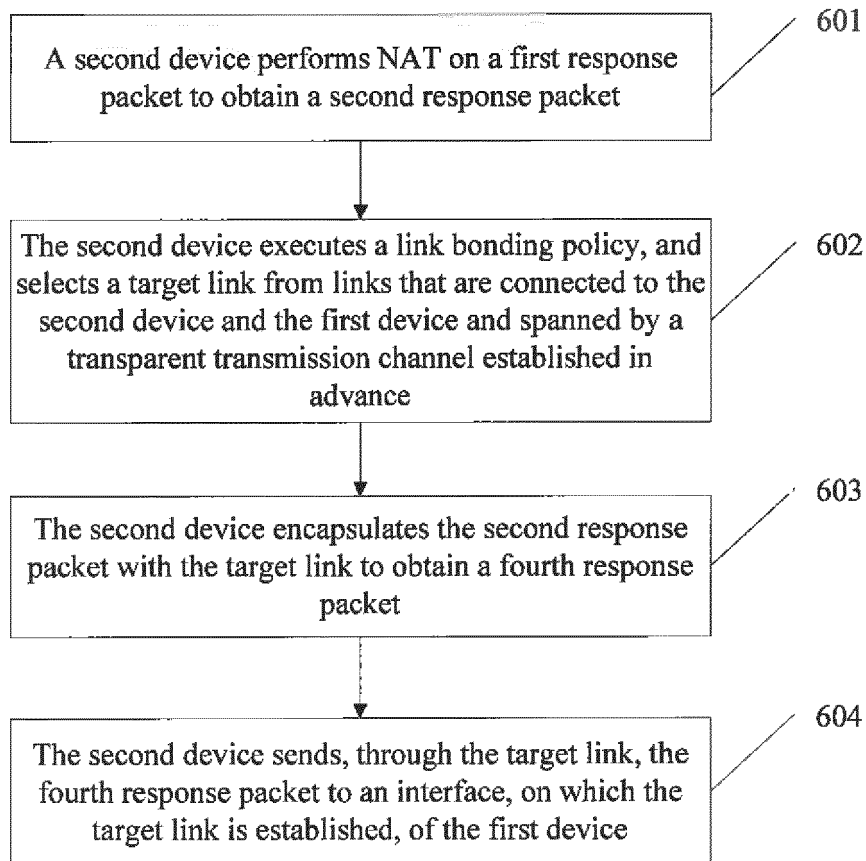 601
A second device performs NAT on a first response
packet to obtain a second response packet
602
The second device executes a link bonding policy, and
selects a target link from links that are connected to the
second device and the first device and spanned by a
transparent transmission channel established in
advance
603
The second device encapsulates the second response
packet with the target link to obtain a fourth response
packet
604
The second device sends, through the target link, the
fourth response packet to an interface, on which the
target link is established, of the first device